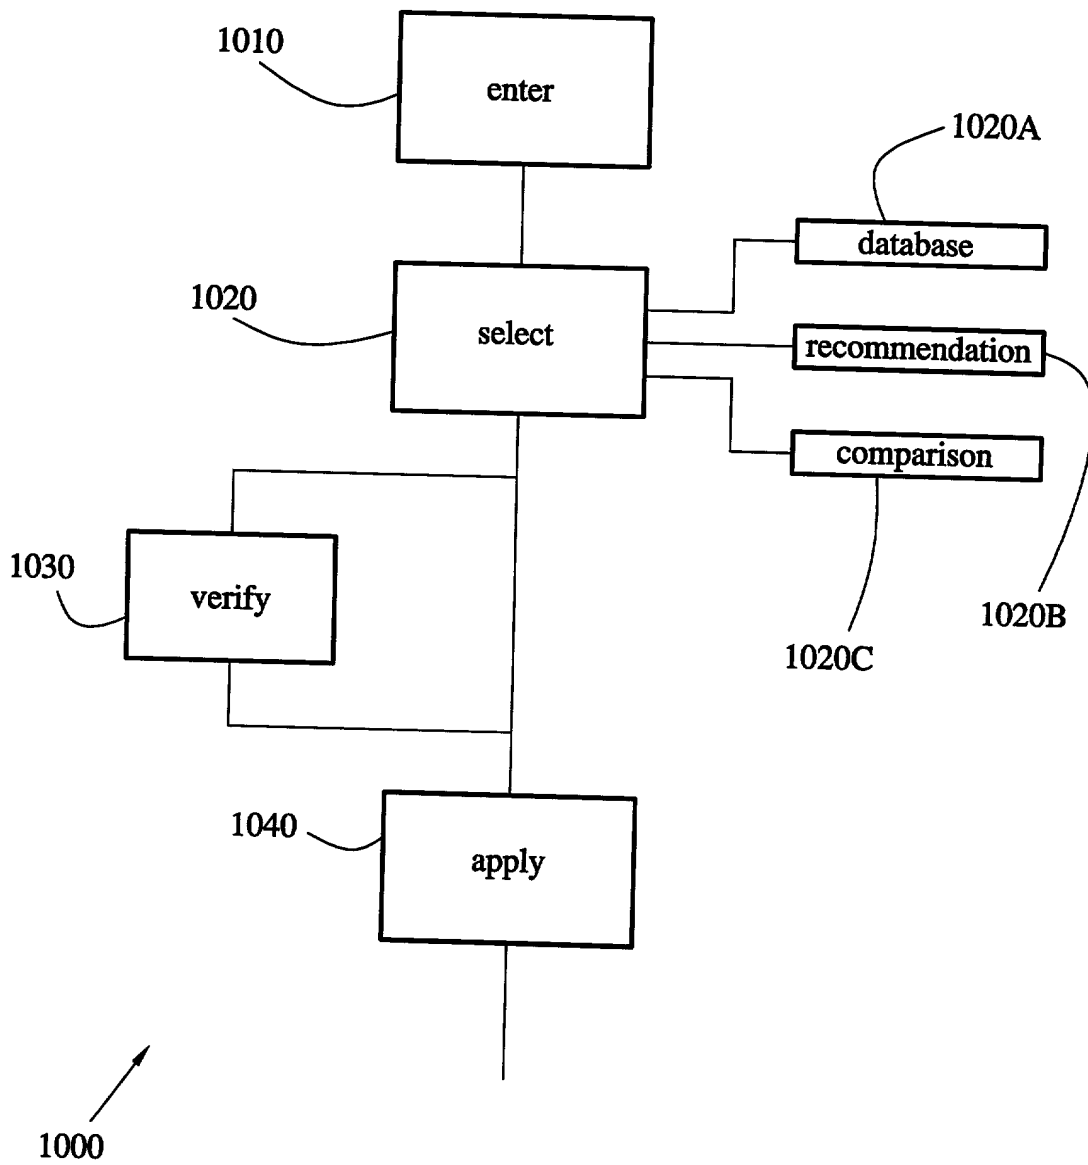 1010
enter
1020A
database
1020
select
recommendation
comparison
1030
verify
1020B
1020C
1040
apply
1000